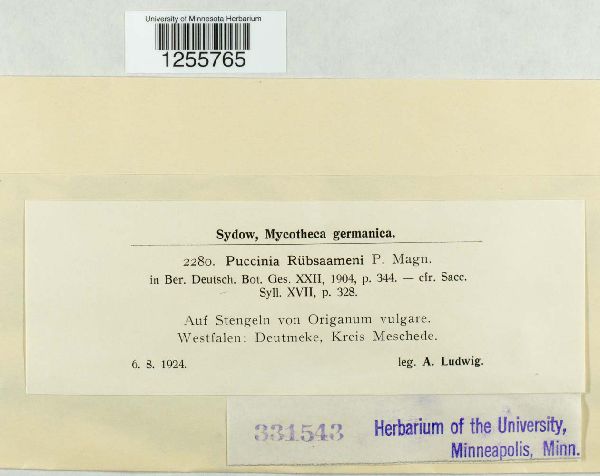 University of Minnesota Herbarium
1255765
Sydow, Mycotheca germanica.
2280. Puccinia Rübsaameni P. Magn.
in Ber. Deutsch. Bot. Ges. XXII, 1904, p. 344. — cfr. Sacc.
Syll. XVII, p. 328.
Auf Stengeln von Origanum vulgare.
Westfalen: Deutmeke, Kreis Meschede.
6. 8. 1924. leg. A. Ludwig.
331543 Herbarium of the University,
Minneapolis, Minn.